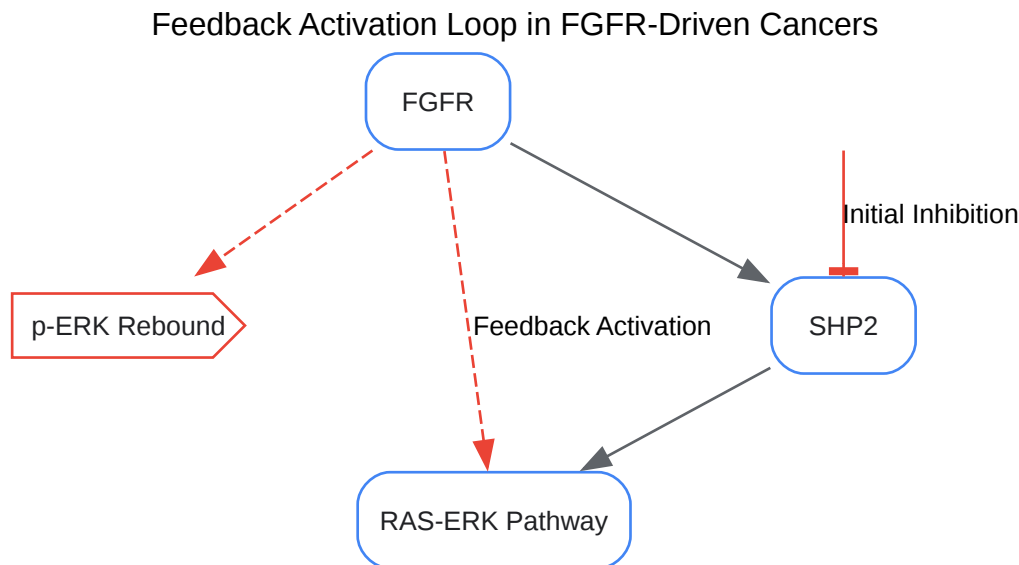 Feedback Activation Loop in FGFR-Driven Cancers
FGFR
Initial Inhibition
p-ERK Rebound
Feedback Activation
SHP2
RAS-ERK Pathway